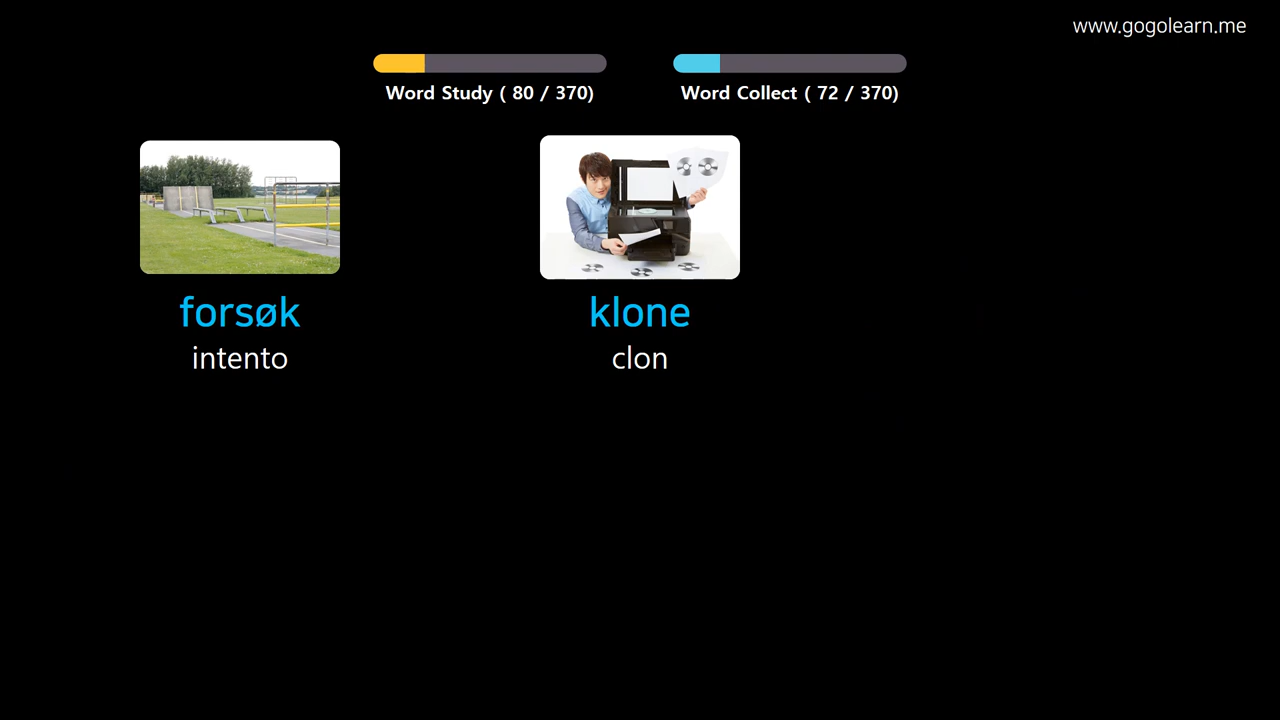 www.gogolearn.me
Word Study ( 80 / 370)
Word Collect ( 72 / 370)
forsøk
intento
klone
clon